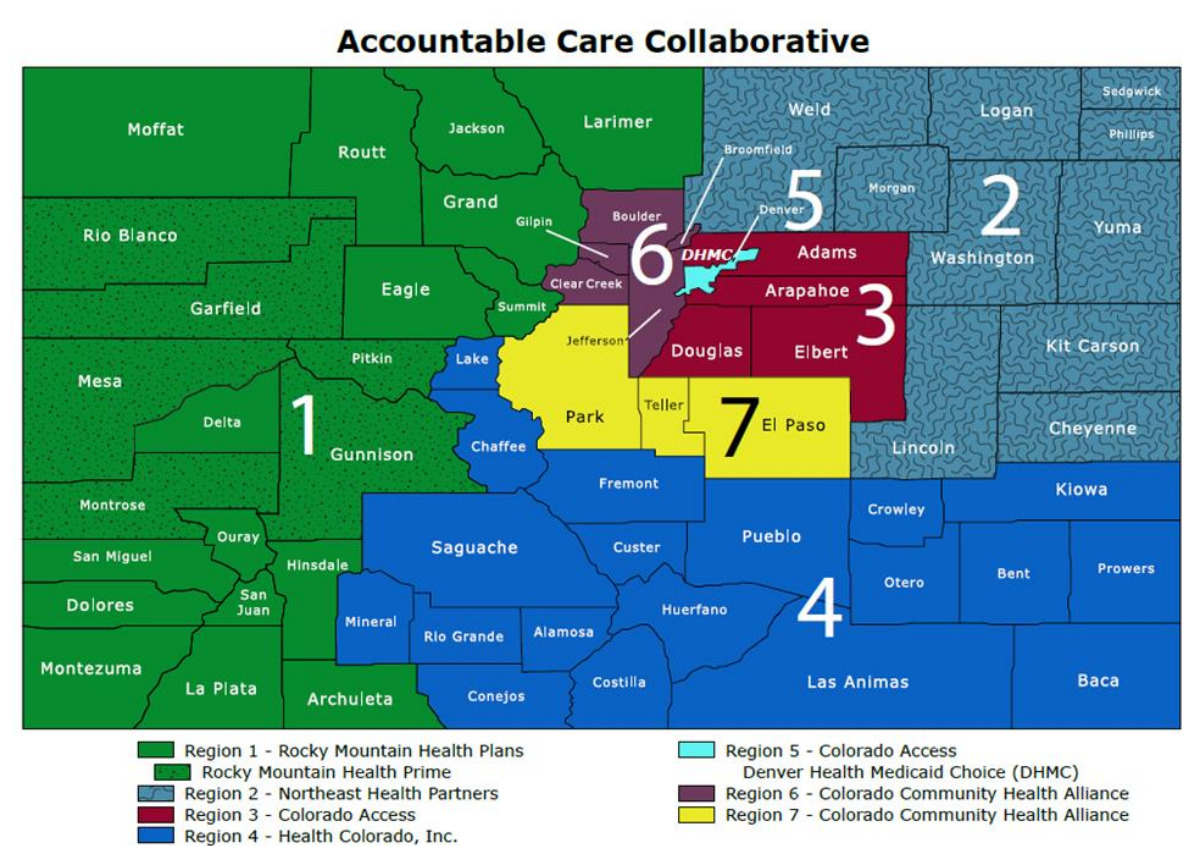 Accountable Care Collaborative
Moffat
Routt
Jackson
Larimer
Weld
Logan
Sedgwick
Phillips
Broomfield
Morgan
Grand
Gilpin
Boulder
Denver
5
2
Yuma
Rio Blanco
6
DHMC
Adams
Washington
Eagle
Clear Creek
Arapahoe
Garfield
Summit
3
Jefferson
Douglas
Elbert
Kit Carson
Pitkin
Lake
Mesa
Delta
1
Gunnison
Park
Teller
7
El Paso
Cheyenne
Chaffee
Lincoln
Fremont
Kiowa
Montrose
Crowley
Ouray
Pueblo
San Miguel
Hinsdale
Saguache
Custer
Otero
Bent
Prowers
Dolores
San
Juan
Mineral
Rio Grande
Alamosa
Huerfano
4
Montezuma
La Plata
Archuleta
Conejos
Costilla
Las Animas
Baca
Region 1 - Rocky Mountain Health Plans
Rocky Mountain Health Prime
Region 2 - Northeast Health Partners
Region 3 - Colorado Access
Region 4 - Health Colorado, Inc.
Region 5 - Colorado Access
Denver Health Medicaid Choice (DHMC)
Region 6 - Colorado Community Health Alliance
Region 7 - Colorado Community Health Alliance